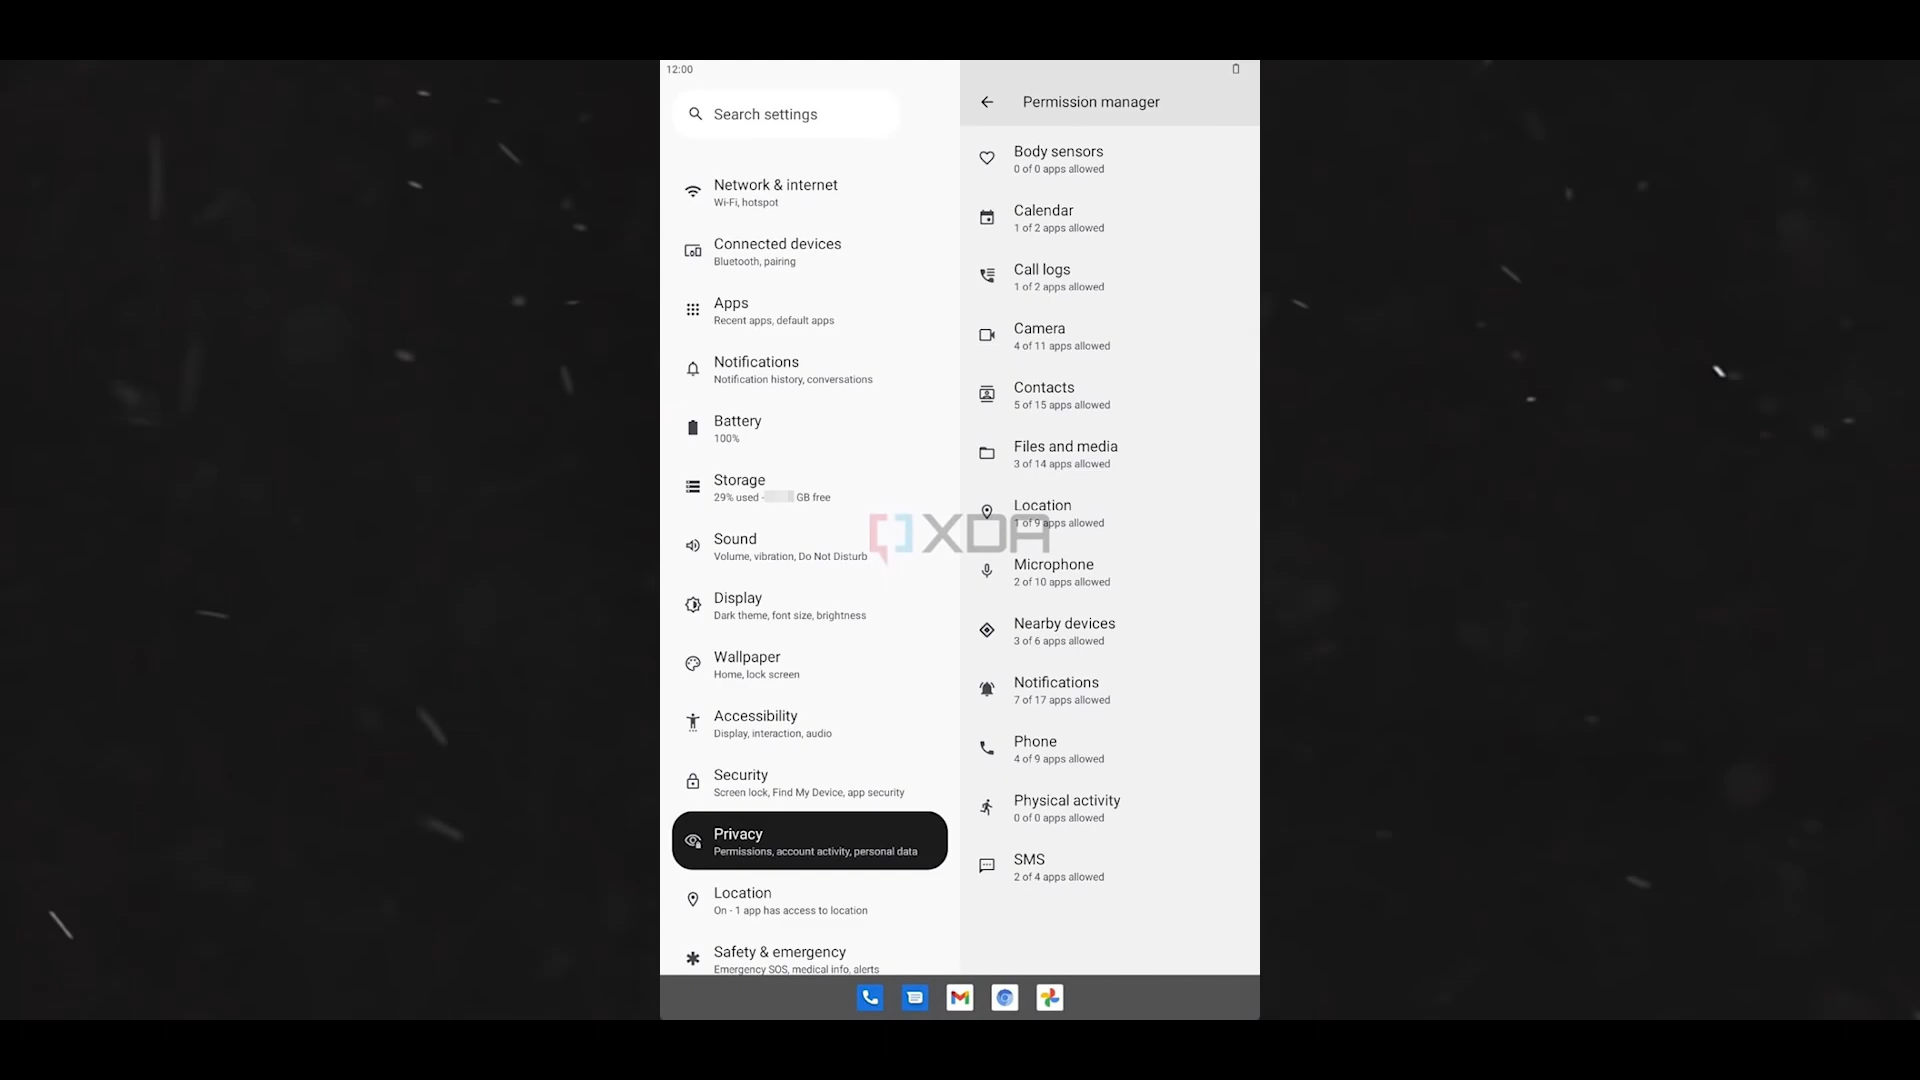 12:00
Search settings
Network & internet
Wi-Fi, hotspot
Connected devices
Bluetooth, pairing
Apps
Recent apps, default apps
Notifications
Notification history, conversations
Battery
100%
Storage
29% used - GB free
Sound
Volume, vibration, Do Not Disturb
Display
Dark theme, font size, brightness
Wallpaper
Home, lock screen
Accessibility
Display, interaction, audio
Security
Screen lock, Find My Device, app security
Privacy
Permissions, account activity, personal data
Location
On - 1 app has access to location
Safety & emergency
Emergency SOS, medical info, alerts
Permission manager
Body sensors
0 of 0 apps allowed
Calendar
1 of 2 apps allowed
Call logs
1 of 2 apps allowed
Camera
4 of 11 apps allowed
Contacts
5 of 15 apps allowed
Files and media
3 of 14 apps allowed
Location
1 of 9 apps allowed
XDA
Microphone
2 of 10 apps allowed
Nearby devices
3 of 6 apps allowed
Notifications
7 of 17 apps allowed
Phone
4 of 9 apps allowed
Physical activity
0 of 0 apps allowed
SMS
2 of 4 apps allowed